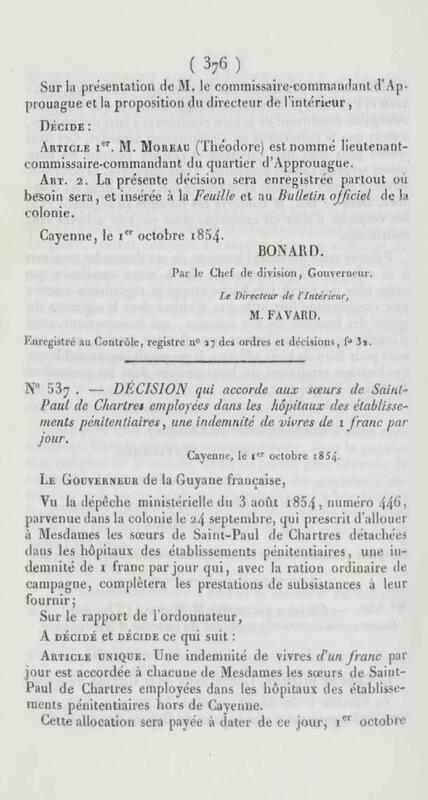 ( 376 )
Sur la présentation de M. le commissaire-commandant d'Ap-
prouague et la proposition du directeur de l'intérieur,
DÉCIDE :
ARTICLE 1er. M. MOREAU (Théodore) est nommé lieutenant-
commissaire-commandant du quartier d'Approuague.
ART. 2. La présente décision sera enregistrée partout où
besoin sera, et insérée à la Feuille et au Bulletin officiel de la
colonie.
Cayenne, le 1er octobre 1854.
BONARD.
Par le Chef de division, Gouverneur.
Le Directeur de l'Intérieur,
M. FAVARD.
Enregistré au Contrôle, registre n° 27 des ordres et décisions, f° 32.
N° 537. — DÉCISION qui accorde aux sœurs de Saint-
Paul de Chartres employées dans les hôpitaux des établisse-
ments pénitentiaires, une indemnité de vivres de 1 franc par
jour.
Cayenne, le 1er octobre 1854.
LE GOUVERNEUR de la Guyane française,
Vu la dépêche ministérielle du 3 août 1854, numéro 446,
parvenue dans la colonie le 24 septembre, qui prescrit d'allouer
à Mesdames les sœurs de Saint-Paul de Chartres détachées
dans les hôpitaux des établissements pénitentiaires, une in-
demnité de 1 franc par jour qui, avec la ration ordinaire de
campagne, complètera les prestations de subsistances à leur
fournir;
Sur le rapport de l'ordonnateur,
A DÉCIDÉ et DÉCIDE ce qui suit :
ARTICLE UNIQUE. Une indemnité de vivres d'un franc par
jour est accordée à chacune de Mesdames les sœurs de Saint-
Paul de Chartres employées dans les hôpitaux des établisse-
ments pénitentiaires hors de Cayenne.
Cette allocation sera payée à dater de ce jour, 1er octobre